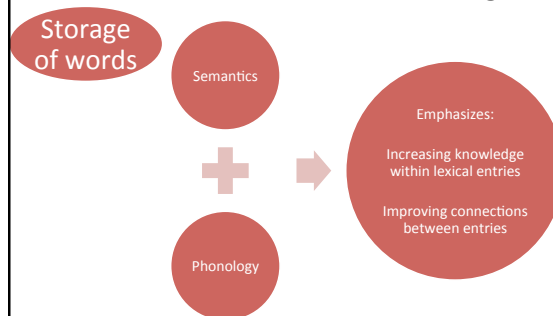 Storage
of words
Semantics
Phonology
Emphasizes:
Increasing knowledge
within lexical entries
Improving connections
between entries